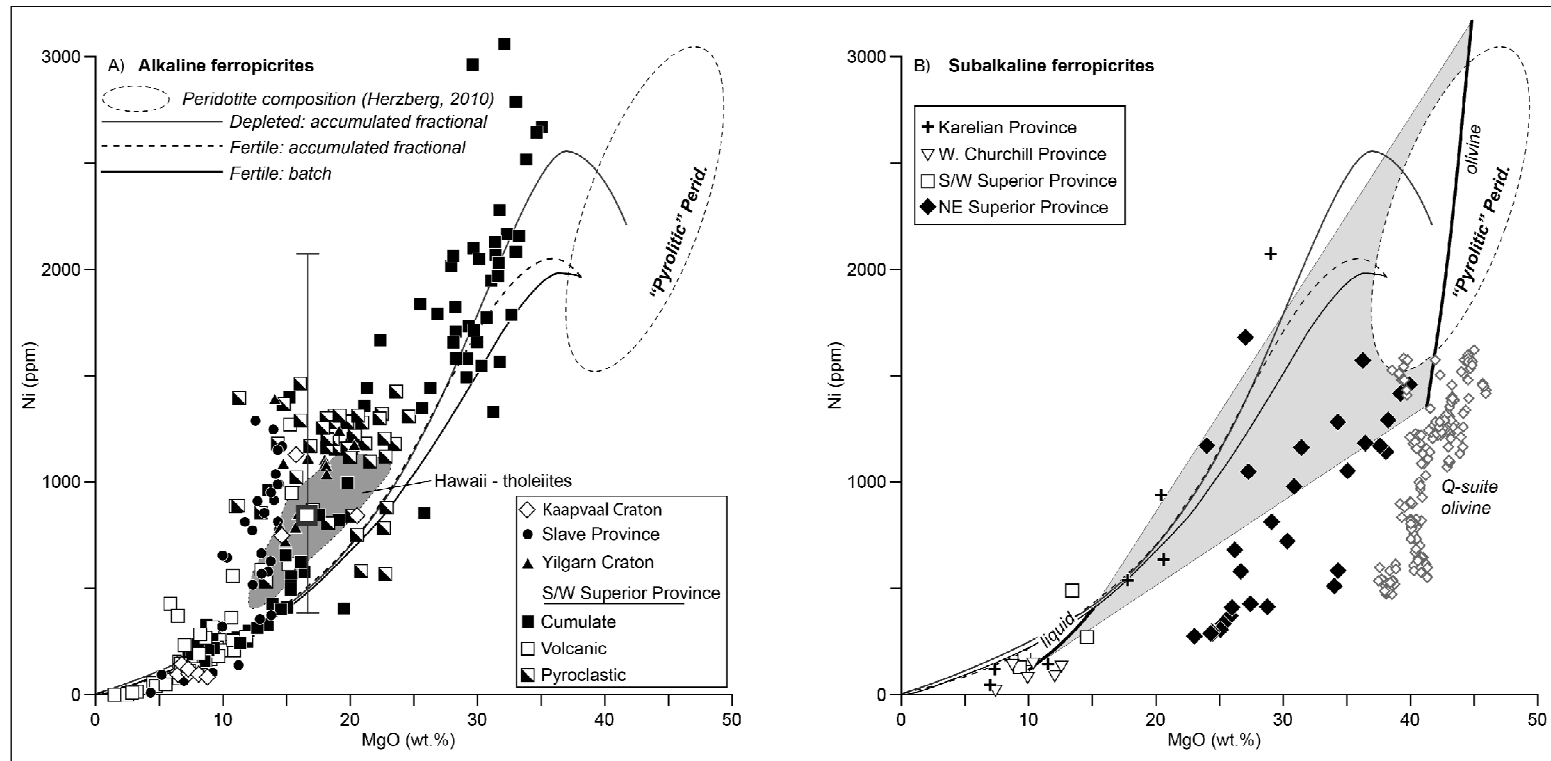 A) Alkaline ferropicrites
Peridotite composition (Herzberg, 2010)
Depleted: accumulated fractional
Fertile: accumulated fractional
Fertile: batch
"Pyrolitic" Perid.
Hawaii - tholeiites
Kaapvaal Craton
Slave Province
Yilgarn Craton
S/W Superior Province
Cumulate
Volcanic
Pyroclastic
3000
2000
1000
0
Ni (ppm)
0 10 20 30 40 50
MgO (wt.%)
B) Subalkaline ferropicrites
Karelian Province
W. Churchill Province
S/W Superior Province
NE Superior Province
olivine
"Pyrolitic" Perid.
liquid
Q-suite
olivine
3000
2000
1000
0
Ni (ppm)
0 10 20 30 40 50
MgO (wt.%)